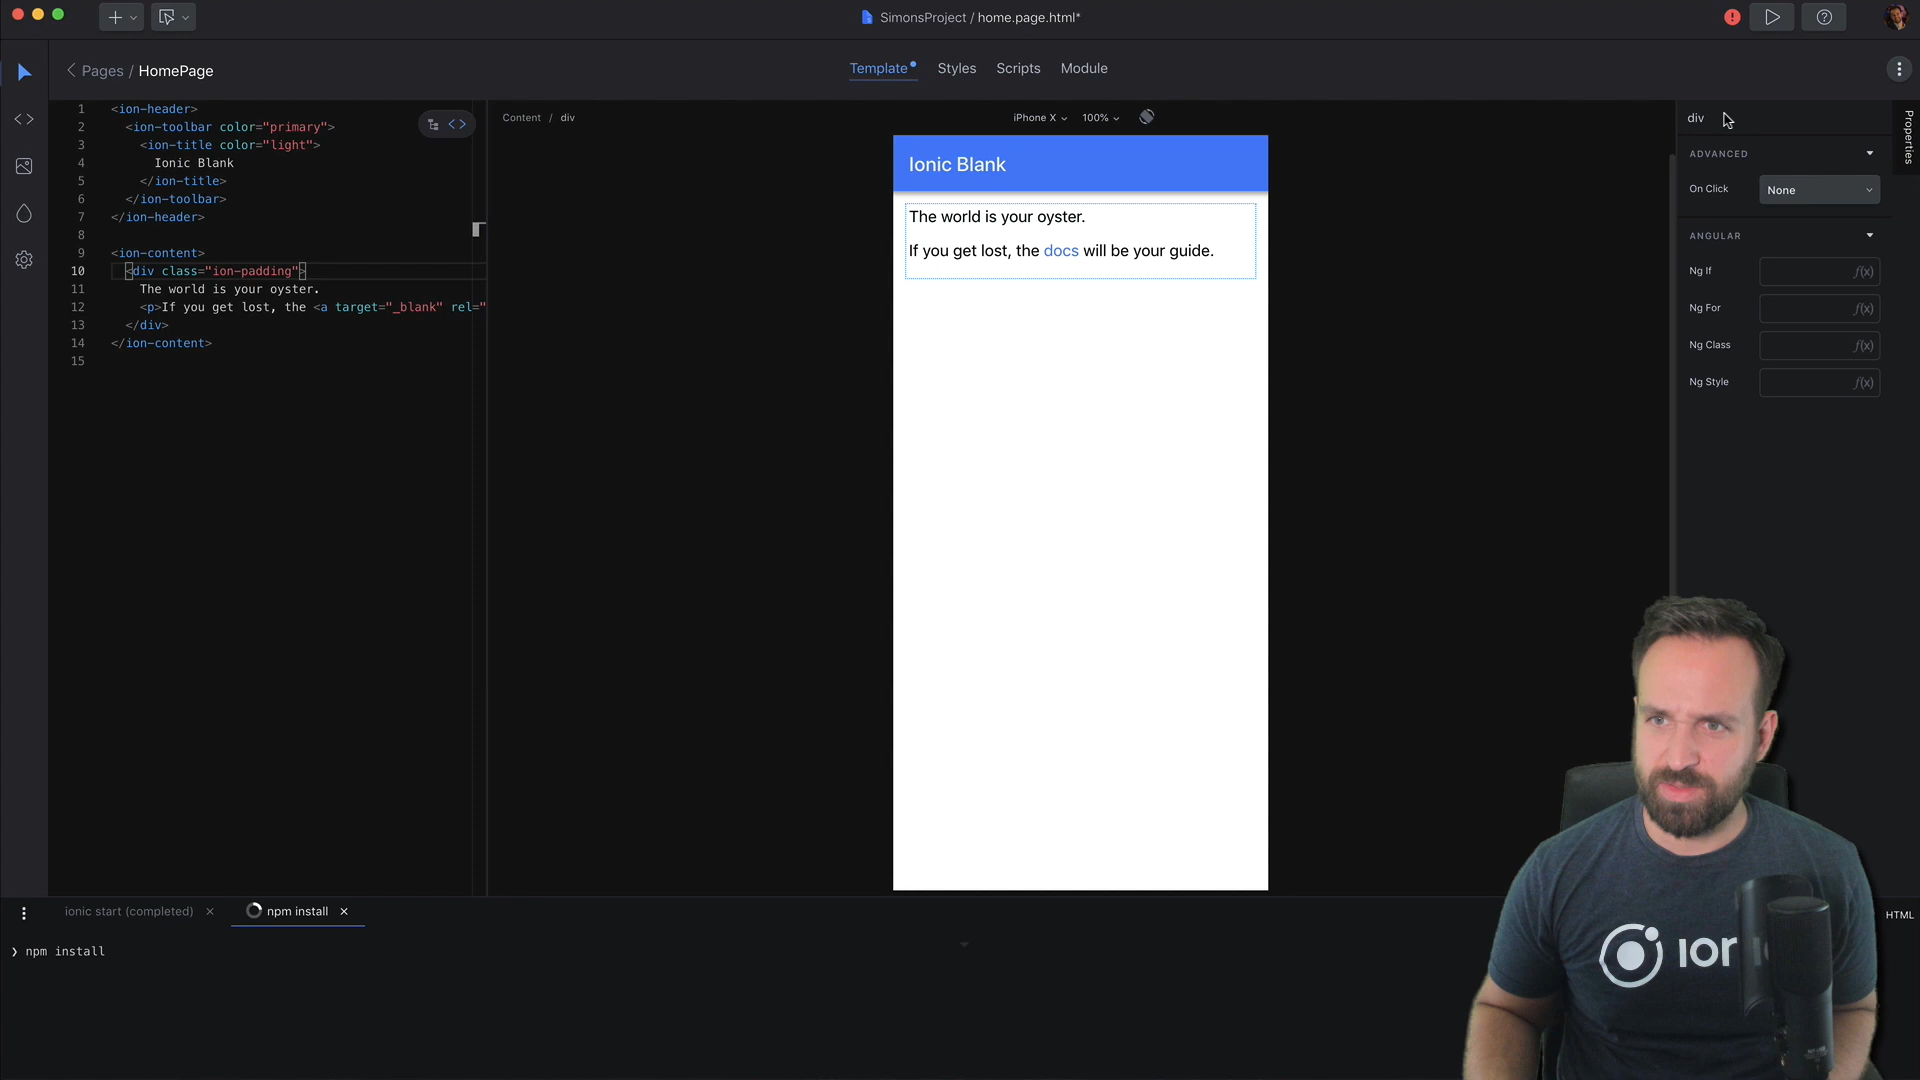 SimonsProject / home.page.html*
Pages / HomePage
Template
Styles
Scripts
Module
1 <ion-header>
2 <ion-toolbar color="primary">
3 <ion-title color="light">
4 Ionic Blank
5 </ion-title>
6 </ion-toolbar>
7 </ion-header>
8
9 <ion-content>
10 <div class="ion-padding">
11 The world is your oyster.
12 <p>If you get lost, the <a target="_blank" rel="
13 </div>
14 </ion-content>
15
Content / div
iPhone X
100%
Ionic Blank
The world is your oyster.
If you get lost, the docs will be your guide.
div
Properties
ADVANCED
On Click None
ANGULAR
Ng If f(x)
Ng For f(x)
Ng Class f(x)
Ng Style f(x)
ionic start (completed) ×
npm install ×
HTML
❯ npm install
ior